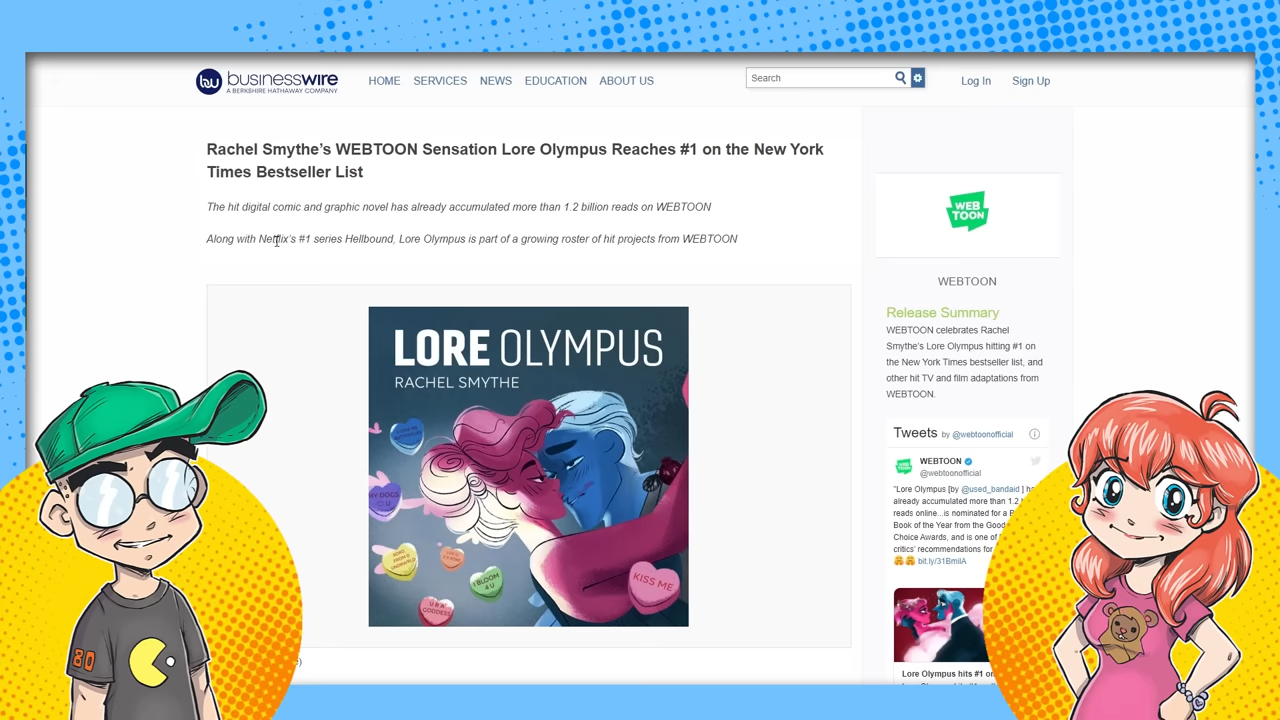 businesswire
A BERKSHIRE HATHAWAY COMPANY
HOME SERVICES NEWS EDUCATION ABOUT US
Search
Log In Sign Up
Rachel Smythe's WEBTOON Sensation Lore Olympus Reaches #1 on the New York
Times Bestseller List
The hit digital comic and graphic novel has already accumulated more than 1.2 billion reads on WEBTOON
Along with Netflix's #1 series Hellbound, Lore Olympus is part of a growing roster of hit projects from WEBTOON
LORE OLYMPUS
RACHEL SMYTHE
MY DOGS
U
I BLOOM
4 U
U R A
GODDESS
KISS ME
WEB
TOON
WEBTOON
Release Summary
WEBTOON celebrates Rachel
Smythe's Lore Olympus hitting #1 on
the New York Times bestseller list, and
other hit TV and film adaptations from
WEBTOON.
Tweets by @webtoonofficial
WEBTOON
@webtoonofficial
"Lore Olympus [by @used_bandaid ] ha
already accumulated more than 1.2
reads online...is nominated for a B
Book of the Year from the Good
Choice Awards, and is one of
critics' recommendations for
bit.ly/31BmilA
Lore Olympus hits #1 on
80